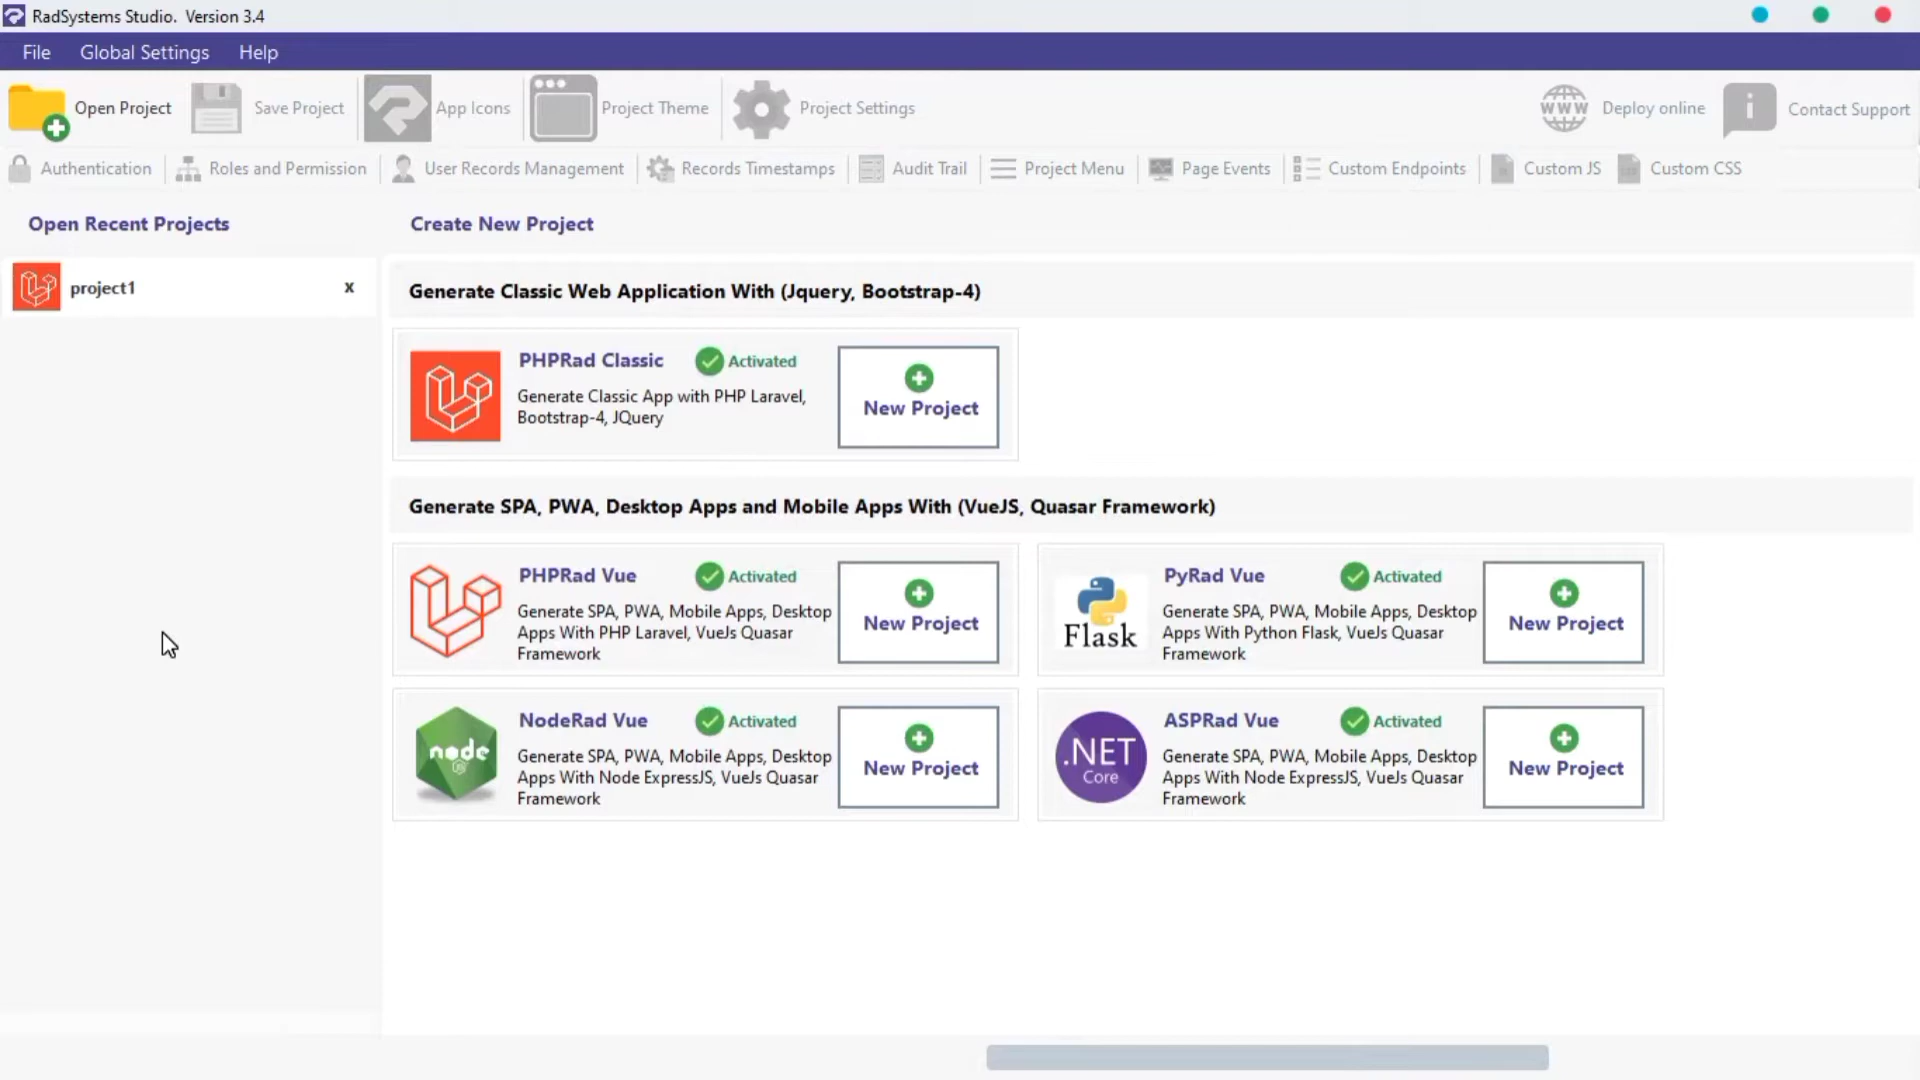 RadSystems Studio. Version 3.4
File Global Settings Help
Open Project Save Project App Icons Project Theme Project Settings WWW Deploy online i Contact Support
Authentication Roles and Permission User Records Management Records Timestamps Audit Trail Project Menu Page Events Custom Endpoints Custom JS Custom CSS
Open Recent Projects
project1 x
Create New Project
Generate Classic Web Application With (Jquery, Bootstrap-4)
PHPRad Classic Activated
Generate Classic App with PHP Laravel,
Bootstrap-4, JQuery
New Project
Generate SPA, PWA, Desktop Apps and Mobile Apps With (VueJS, Quasar Framework)
PHPRad Vue Activated
Generate SPA, PWA, Mobile Apps, Desktop
Apps With PHP Laravel, VueJs Quasar
Framework
New Project
Flask
PyRad Vue Activated
Generate SPA, PWA, Mobile Apps, Desktop
Apps With Python Flask, VueJs Quasar
Framework
New Project
node
NodeRad Vue Activated
Generate SPA, PWA, Mobile Apps, Desktop
Apps With Node ExpressJS, VueJs Quasar
Framework
New Project
.NET
Core
ASPRad Vue Activated
Generate SPA, PWA, Mobile Apps, Desktop
Apps With Node ExpressJS, VueJs Quasar
Framework
New Project